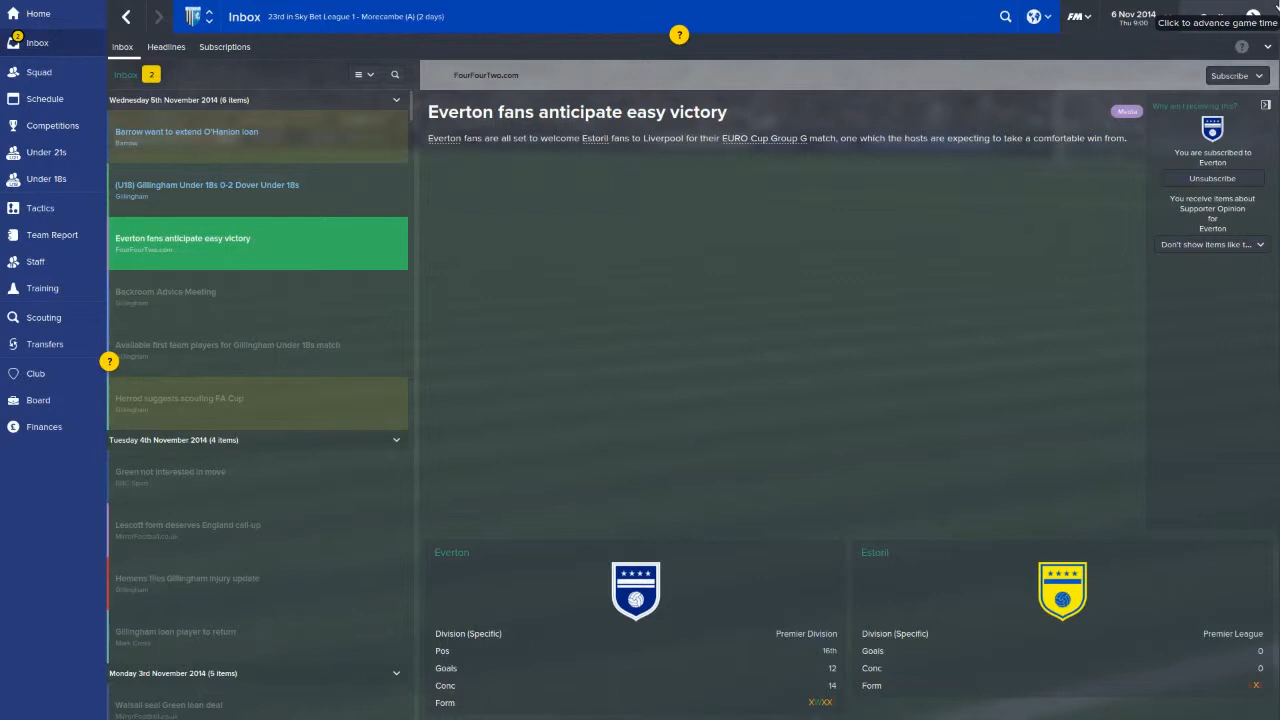 Home
2
Inbox
Squad
Schedule
Competitions
Under 21s
Under 18s
Tactics
Team Report
Staff
Training
Scouting
Transfers
Club
Board
Finances
Inbox 23rd in Sky Bet League 1 - Morecambe (A) (2 days)
FM
6 Nov 2014
Thu 9:00
Click to advance game time
?
Inbox Headlines Subscriptions
?
Inbox 2
Wednesday 5th November 2014 (6 items)
Barrow want to extend O'Hanlon loan
Barrow
(U18) Gillingham Under 18s 0-2 Dover Under 18s
Gillingham
Everton fans anticipate easy victory
FourFourTwo.com
Backroom Advice Meeting
Gillingham
Available first team players for Gillingham Under 18s match
Gillingham
?
Herrod suggests scouting FA Cup
Gillingham
Tuesday 4th November 2014 (4 items)
Green not interested in move
BBC Sport
Lescott form deserves England call-up
MirrorFootball.co.uk
Hemens files Gillingham injury update
Gillingham
Gillingham loan player to return
Mark Cross
Monday 3rd November 2014 (5 items)
Walsall seal Green loan deal
MirrorFootball.co.uk
FourFourTwo.com
Subscribe
Everton fans anticipate easy victory
Media
Everton fans are all set to welcome Estoril fans to Liverpool for their EURO Cup Group G match, one which the hosts are expecting to take a comfortable win from.
Why am I receiving this?
You are subscribed to
Everton
Unsubscribe
You receive items about
Supporter Opinion
for
Everton
Don't show items like t...
Everton
Division (Specific) Premier Division
Pos 16th
Goals 12
Conc 14
Form XWXX
Estoril
Division (Specific) Premier League
Goals 0
Conc 0
Form